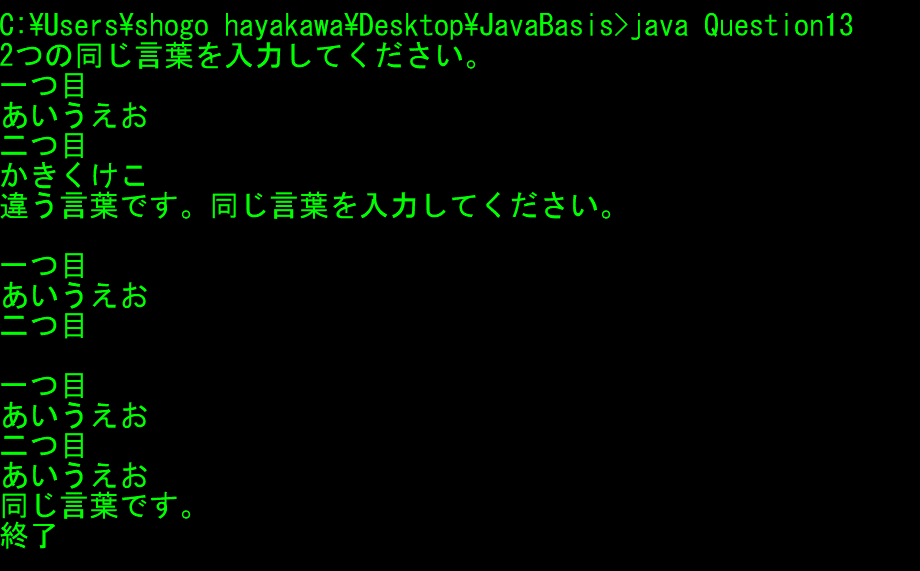 C:¥Users¥shogo hayakawa¥Desktop¥JavaBasis>java Question13
2つの同じ言葉を入力してください。
一つ目
あいうえお
二つ目
かきくけこ
違う言葉です。同じ言葉を入力してください。
一つ目
あいうえお
二つ目
一つ目
あいうえお
二つ目
あいうえお
同じ言葉です。
終了